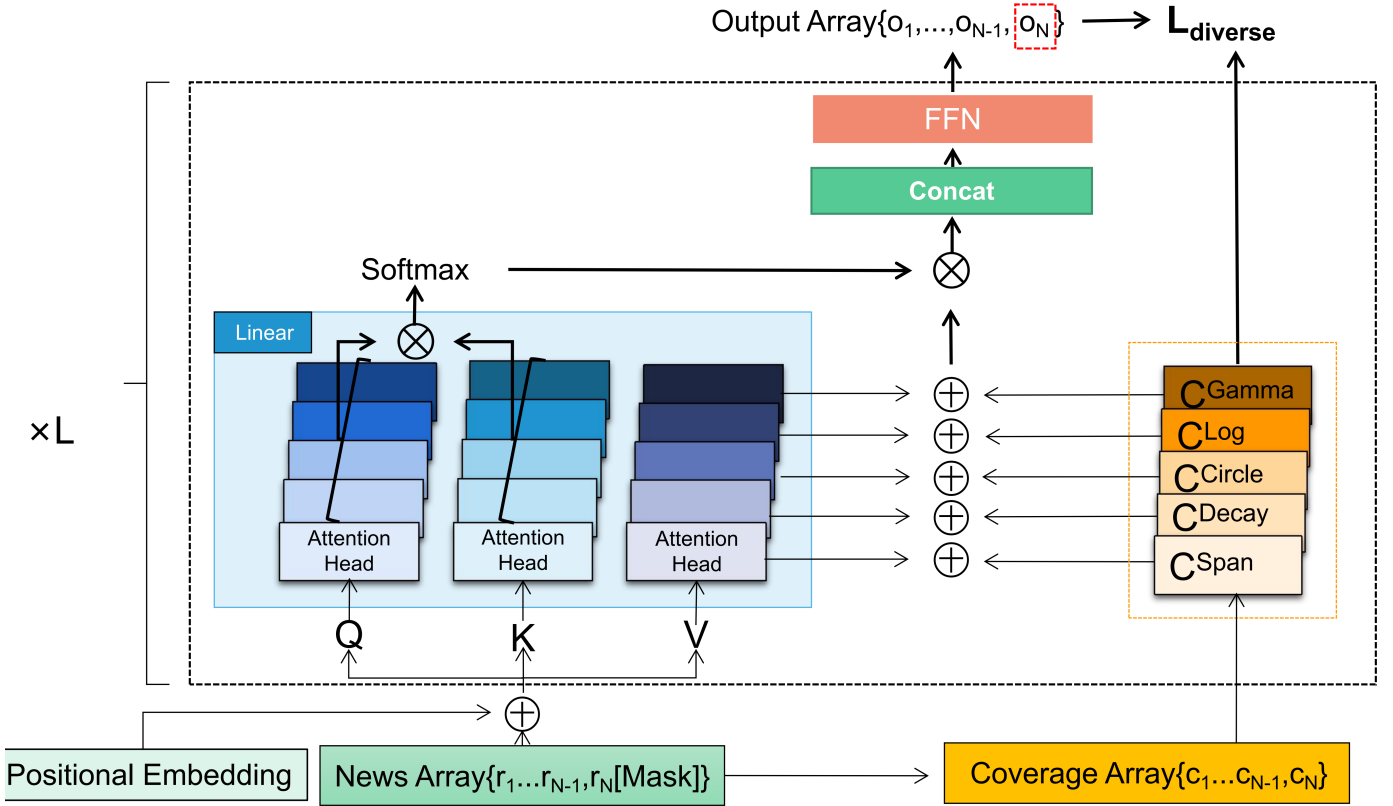 Output Array{o1,...,oN-1, oN}
Ldiverse
FFN
Concat
Softmax
Linear
×L
Attention
Head
Attention
Head
Attention
Head
CGamma
CLog
CCircle
CDecay
CSpan
Q
K
V
Positional Embedding
News Array{r1...rN-1,rN[Mask]}
Coverage Array{c1...cN-1,cN}